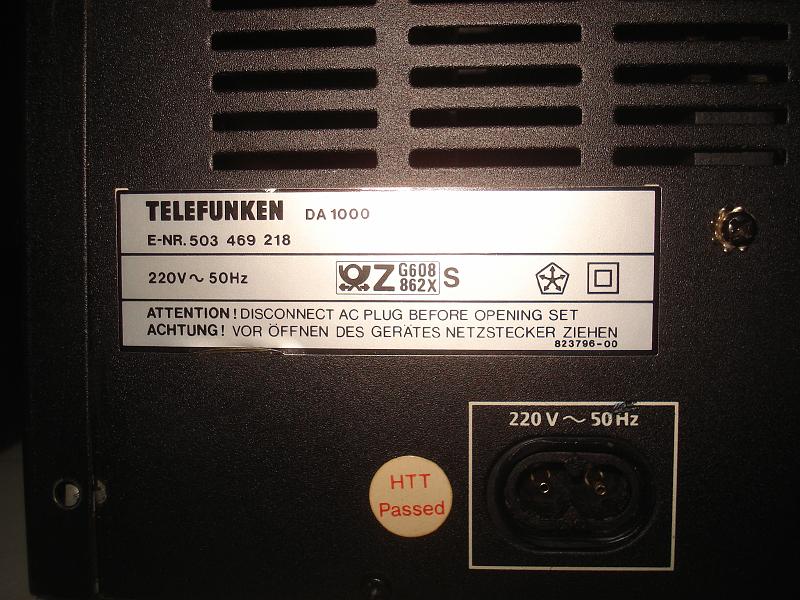 TELEFUNKEN DA 1000
E-NR. 503 469 218
220V ~ 50Hz Z G608 862X S
ATTENTION! DISCONNECT AC PLUG BEFORE OPENING SET
ACHTUNG! VOR ÖFFNEN DES GERÄTES NETZSTECKER ZIEHEN
823796-00
220 V ~ 50 Hz
HTT
Passed